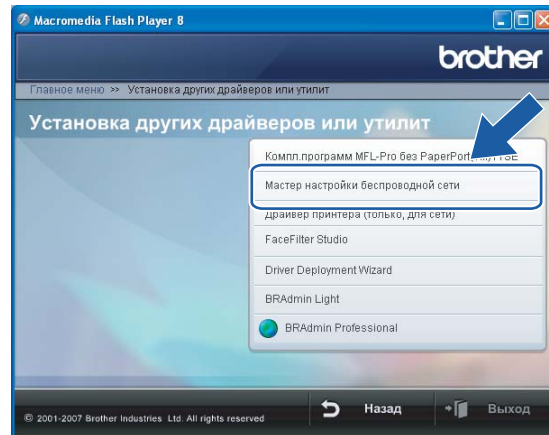 Macromedia Flash Player 8
brother
Главное меню >> Установка других драйверов или утилит
Установка других драйверов или утилит
Компл.программ MFL-Pro без PaperPort
Мастер настройки беспроводной сети
Драйвер принтера (только, для сети)
FaceFilter Studio
Driver Deployment Wizard
BRAdmin Light
BRAdmin Professional
© 2001-2007 Brother Industries Ltd. All rights reserved
Назад
Выход